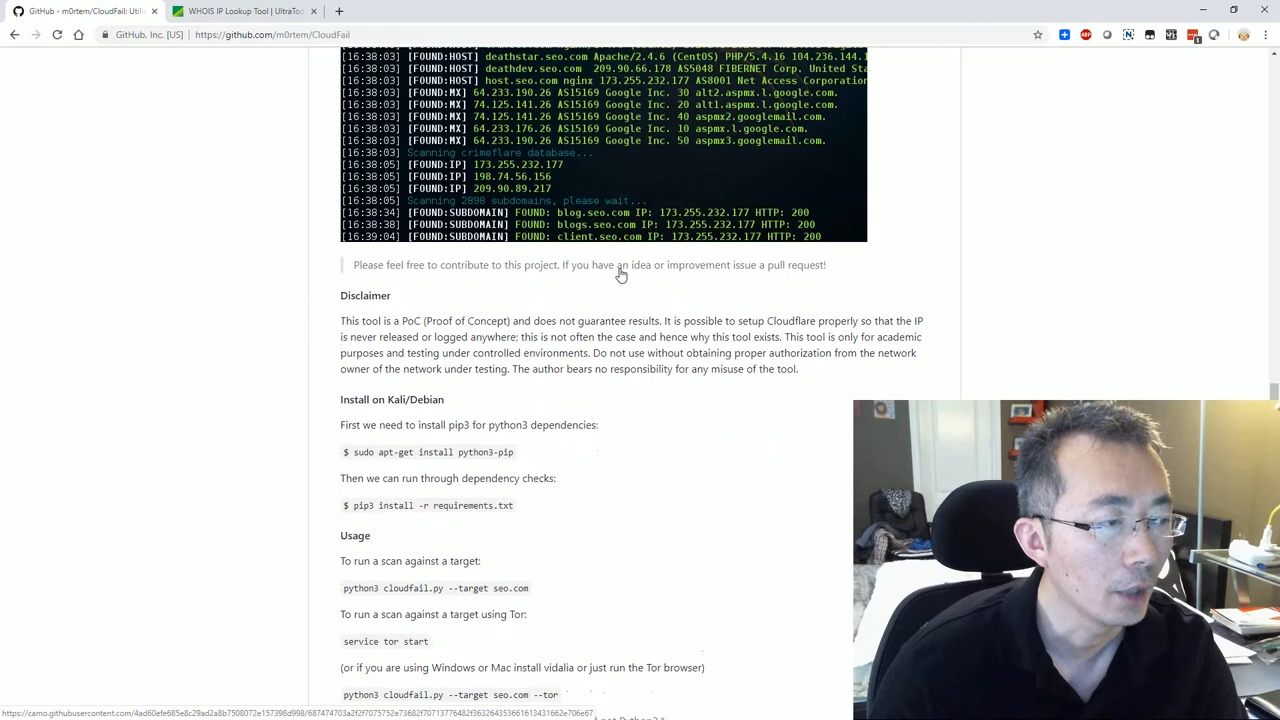 GitHub - m0rtem/CloudFail: Utiliz
WHOIS IP Lookup Tool | UltraToo
GitHub, Inc. [US] | https://github.com/m0rtem/CloudFail
[16:38:03] [FOUND:HOST] deathstar.seo.com Apache/2.4.6 (CentOS) PHP/5.4.16 104.236.144.1
[16:38:03] [FOUND:HOST] deathdev.seo.com 209.90.66.178 AS5048 FIBERNET Corp. United Sta
[16:38:03] [FOUND:HOST] host.seo.com nginx 173.255.232.177 AS8001 Net Access Corporation
[16:38:03] [FOUND:MX] 64.233.190.26 AS15169 Google Inc. 30 alt2.aspmx.l.google.com.
[16:38:03] [FOUND:MX] 74.125.141.26 AS15169 Google Inc. 20 alt1.aspmx.l.google.com.
[16:38:03] [FOUND:MX] 74.125.141.26 AS15169 Google Inc. 40 aspmx2.googlemail.com.
[16:38:03] [FOUND:MX] 64.233.176.26 AS15169 Google Inc. 10 aspmx.l.google.com.
[16:38:03] [FOUND:MX] 64.233.190.26 AS15169 Google Inc. 50 aspmx3.googlemail.com.
[16:38:03] Scanning crimeflare database...
[16:38:05] [FOUND:IP] 173.255.232.177
[16:38:05] [FOUND:IP] 198.74.56.156
[16:38:05] [FOUND:IP] 209.90.89.217
[16:38:05] Scanning 2898 subdomains, please wait...
[16:38:34] [FOUND:SUBDOMAIN] FOUND: blog.seo.com IP: 173.255.232.177 HTTP: 200
[16:38:38] [FOUND:SUBDOMAIN] FOUND: blogs.seo.com IP: 173.255.232.177 HTTP: 200
[16:39:04] [FOUND:SUBDOMAIN] FOUND: client.seo.com IP: 173.255.232.177 HTTP: 200
Please feel free to contribute to this project. If you have an idea or improvement issue a pull request!
Disclaimer
This tool is a PoC (Proof of Concept) and does not guarantee results. It is possible to setup Cloudflare properly so that the IP
is never released or logged anywhere; this is not often the case and hence why this tool exists. This tool is only for academic
purposes and testing under controlled environments. Do not use without obtaining proper authorization from the network
owner of the network under testing. The author bears no responsibility for any misuse of the tool.
Install on Kali/Debian
First we need to install pip3 for python3 dependencies:
$ sudo apt-get install python3-pip
Then we can run through dependency checks:
$ pip3 install -r requirements.txt
Usage
To run a scan against a target:
python3 cloudfail.py --target seo.com
To run a scan against a target using Tor:
service tor start
(or if you are using Windows or Mac install vidalia or just run the Tor browser)
python3 cloudfail.py --target seo.com --tor